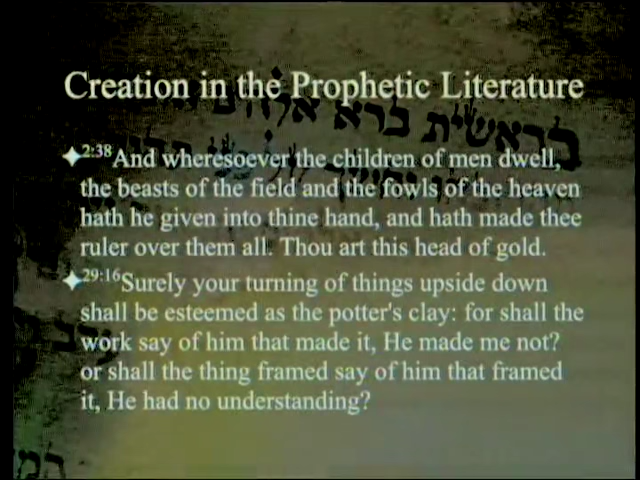 Creation in the Prophetic Literature
בראשית ברא אלהים
✦2:38And wheresoever the children of men dwell,
the beasts of the field and the fowls of the heaven
hath he given into thine hand, and hath made thee
ruler over them all. Thou art this head of gold.
✦29:16Surely your turning of things upside down
shall be esteemed as the potter's clay: for shall the
work say of him that made it, He made me not?
or shall the thing framed say of him that framed
it, He had no understanding?